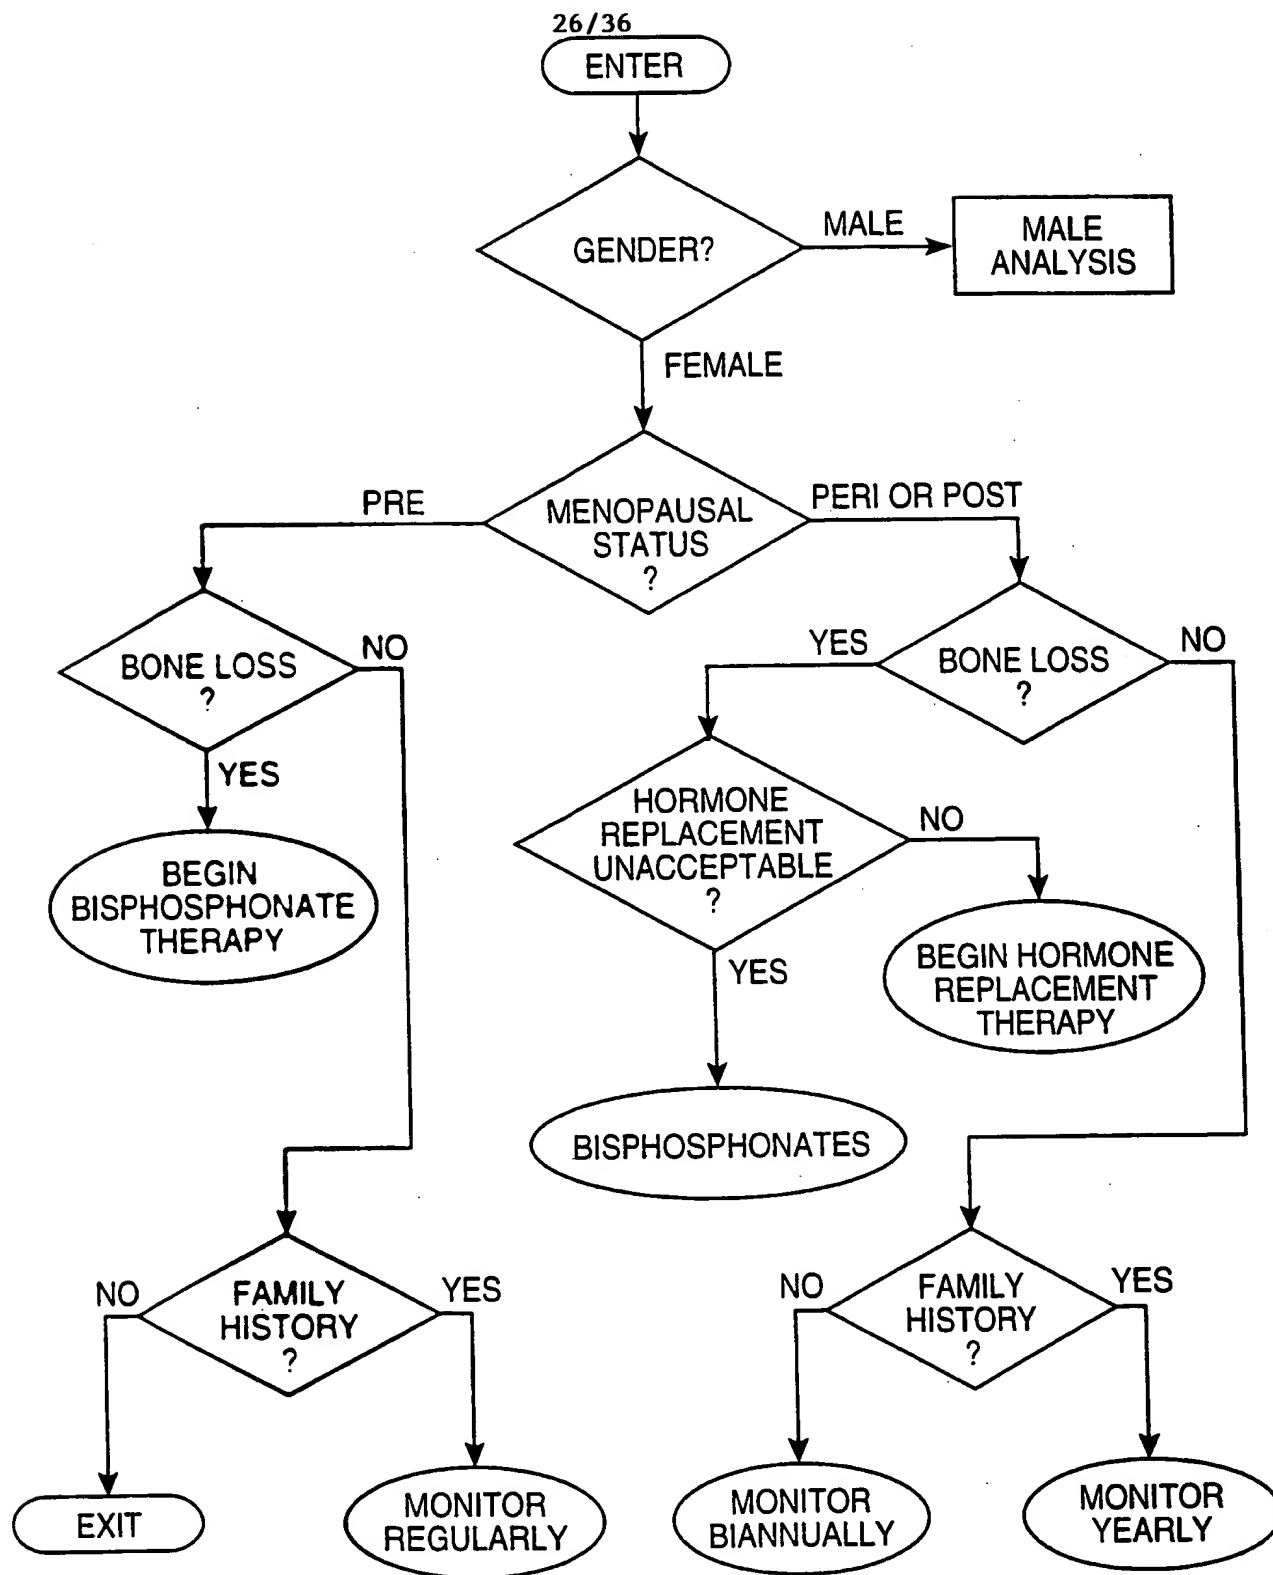 26/36
ENTER
GENDER?
MALE
MALE
ANALYSIS
FEMALE
PRE
MENOPAUSAL
STATUS
?
PERI OR POST
BONE LOSS
?
NO
YES
BEGIN
BISPHOSPHONATE
THERAPY
YES
BONE LOSS
?
NO
HORMONE
REPLACEMENT
UNACCEPTABLE
?
NO
YES
BEGIN HORMONE
REPLACEMENT
THERAPY
BISPHOSPHONATES
NO
FAMILY
HISTORY
?
YES
NO
FAMILY
HISTORY
?
YES
EXIT
MONITOR
REGULARLY
MONITOR
BIANNUALLY
MONITOR
YEARLY